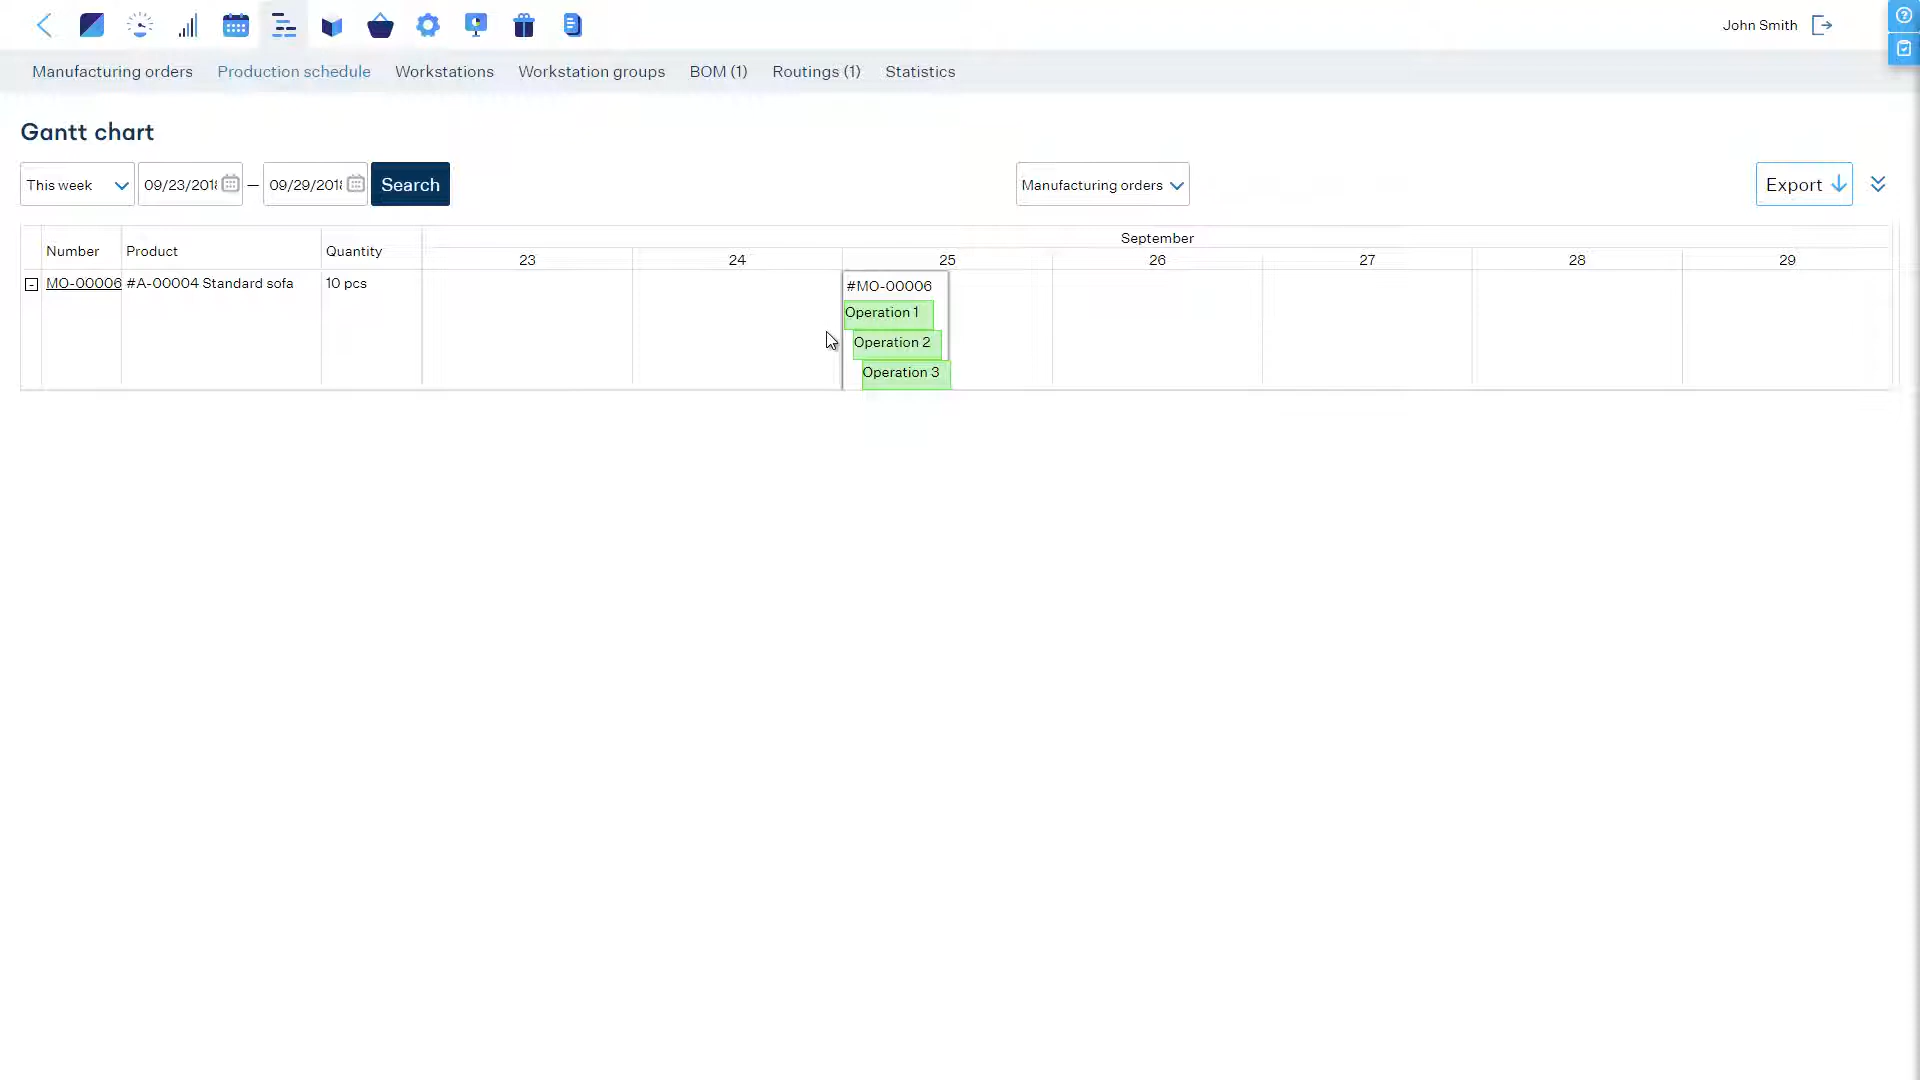 John Smith
Manufacturing orders Production schedule Workstations Workstation groups BOM (1) Routings (1) Statistics
Gantt chart
This week 09/23/201 — 09/29/201 Search Manufacturing orders Export
September
Number Product Quantity
23 24 25 26 27 28 29
MO-00006 #A-00004 Standard sofa 10 pcs
#MO-00006
Operation 1
Operation 2
Operation 3